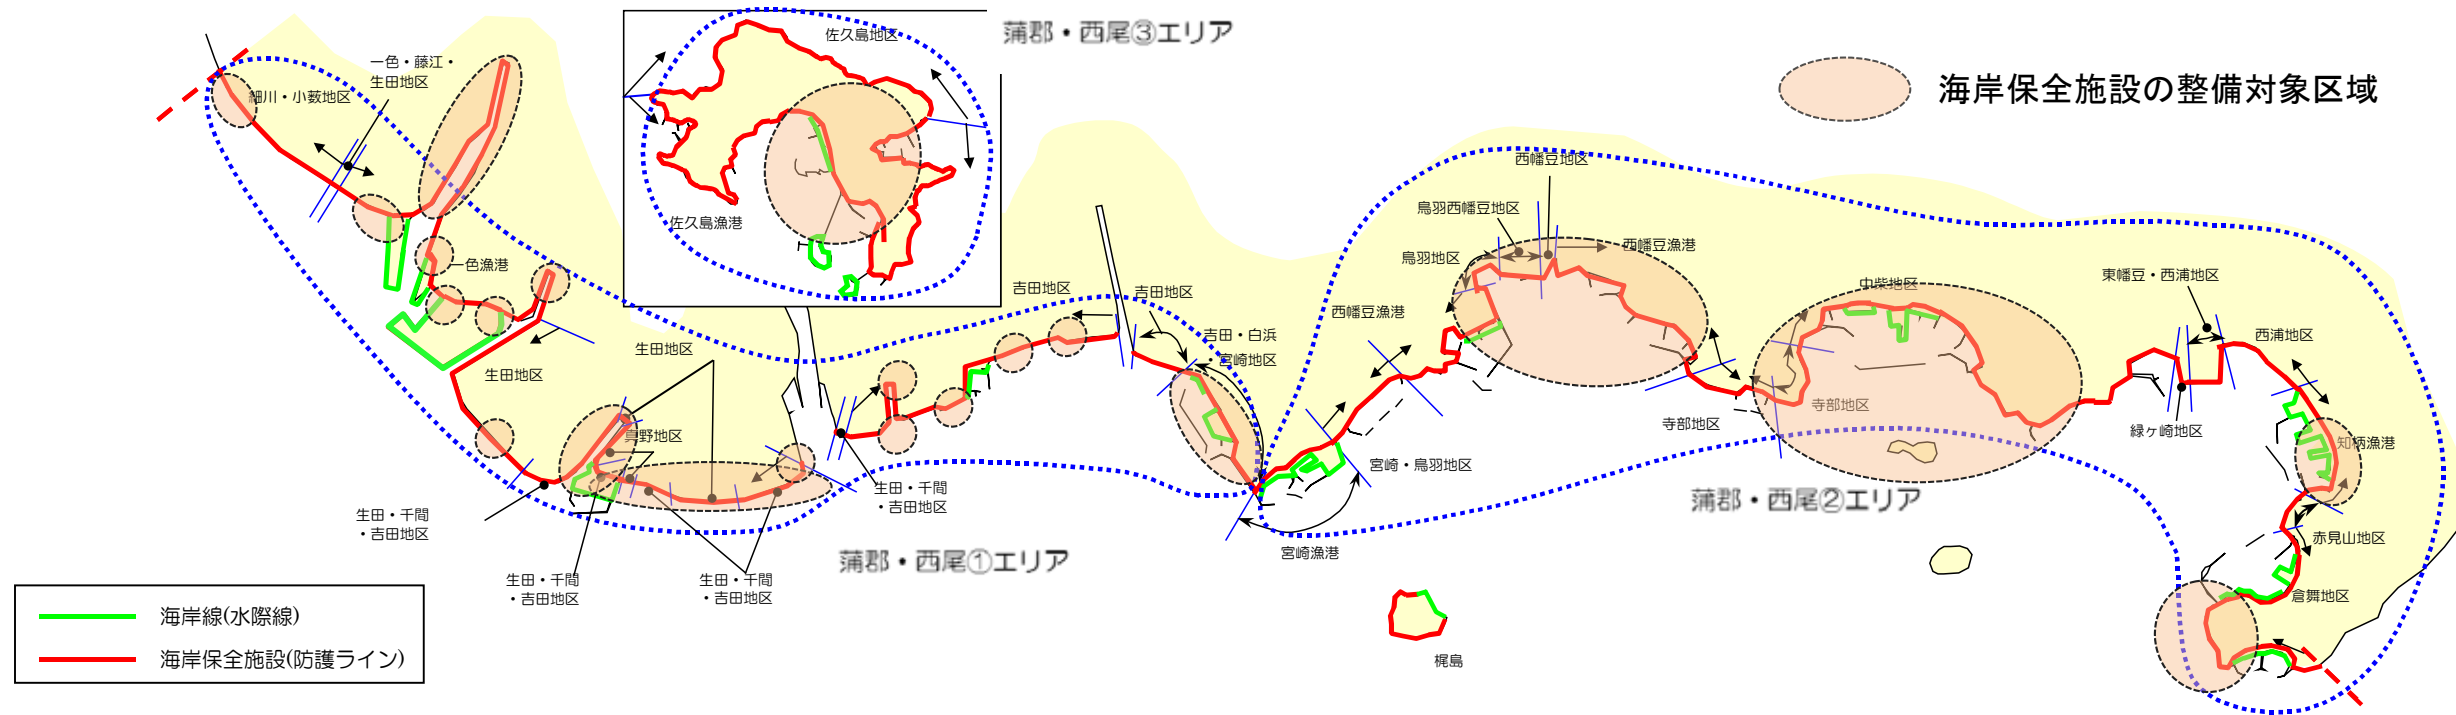 蒲郡・西尾③エリア
佐久島地区
佐久島漁港
海岸保全施設の整備対象区域
一色・藤江・
生田地区
細川・小薮地区
一色漁港
生田地区
生田地区
真野地区
生田・千間
・吉田地区
生田・千間
・吉田地区
生田・千間
・吉田地区
生田・千間
・吉田地区
吉田地区
吉田地区
吉田・白浜
・宮崎地区
蒲郡・西尾①エリア
宮崎漁港
宮崎・鳥羽地区
西幡豆漁港
鳥羽地区
鳥羽西幡豆地区
西幡豆地区
西幡豆漁港
寺部地区
寺部地区
中柴地区
蒲郡・西尾②エリア
東幡豆・西浦地区
西浦地区
緑ヶ崎地区
知柄漁港
赤見山地区
倉舞地区
梶島
海岸線(水際線)
海岸保全施設(防護ライン)